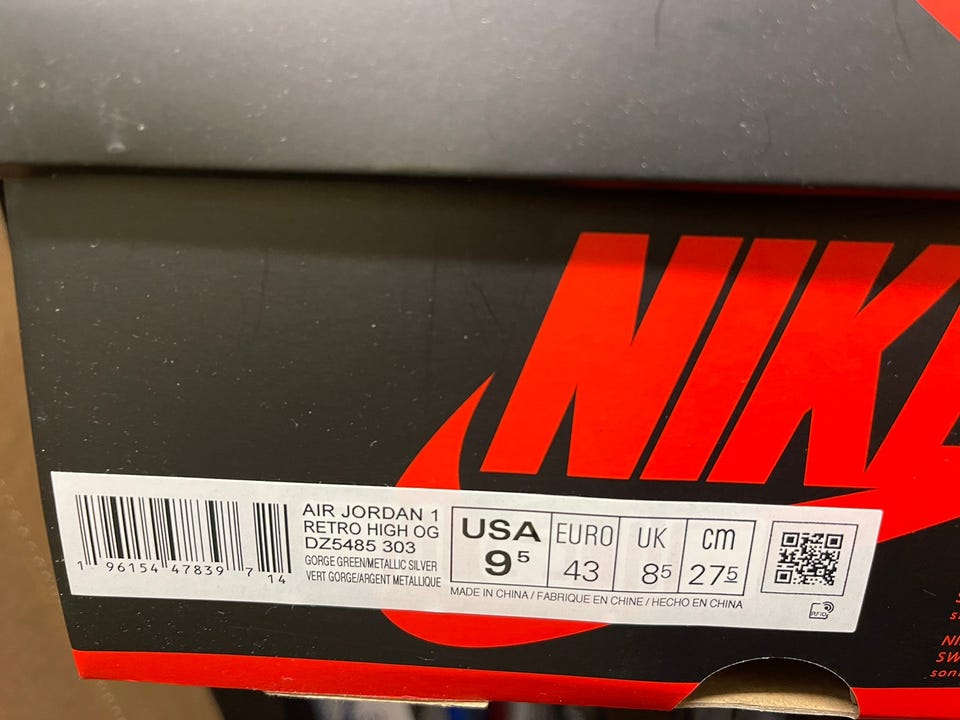 NIK
AIR JORDAN 1
RETRO HIGH OG
DZ5485 303
GORGE GREEN/METALLIC SILVER
VERT GORGE/ARGENT METALLIQUE
1 96154 47839 7 14
USA EURO UK cm
9⁵ 43 8⁵ 27⁵
MADE IN CHINA / FABRIQUE EN CHINE / HECHO EN CHINA
RFID